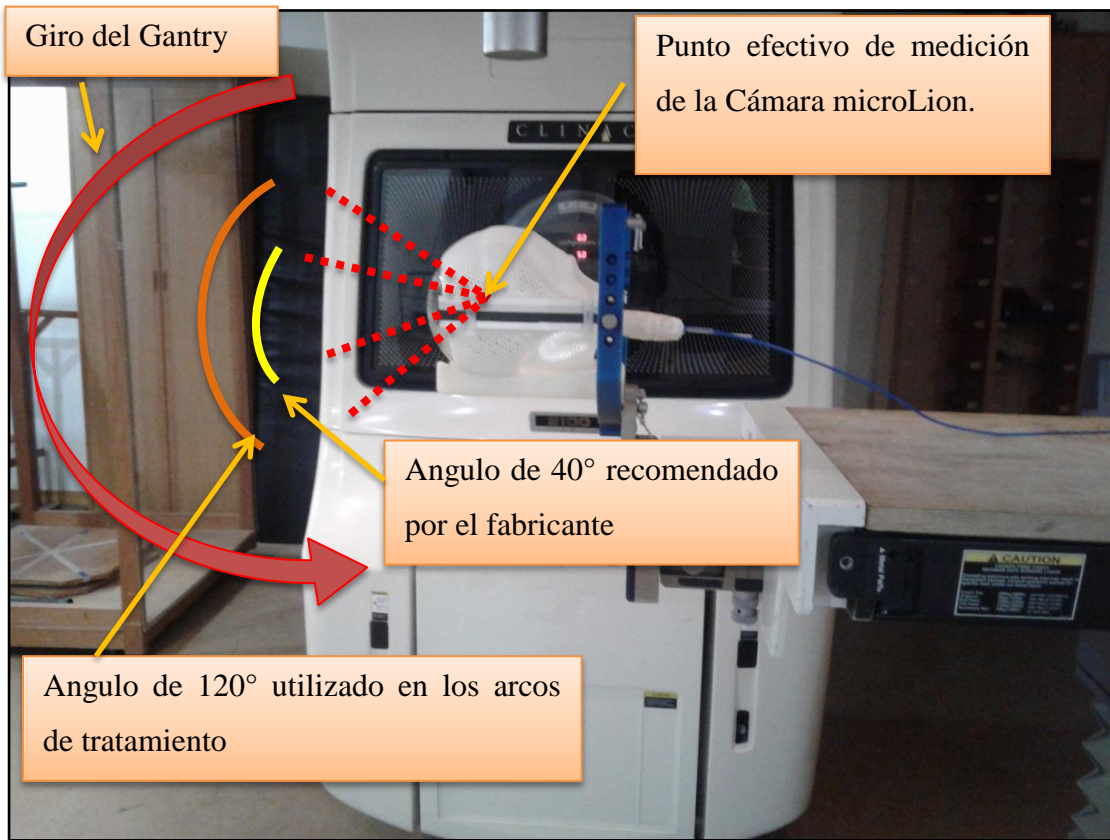 Giro del Gantry
Punto efectivo de medición
de la Cámara microLion.
CLINAC
2100
Angulo de 40° recomendado
por el fabricante
CAUTION
Angulo de 120° utilizado en los arcos
de tratamiento